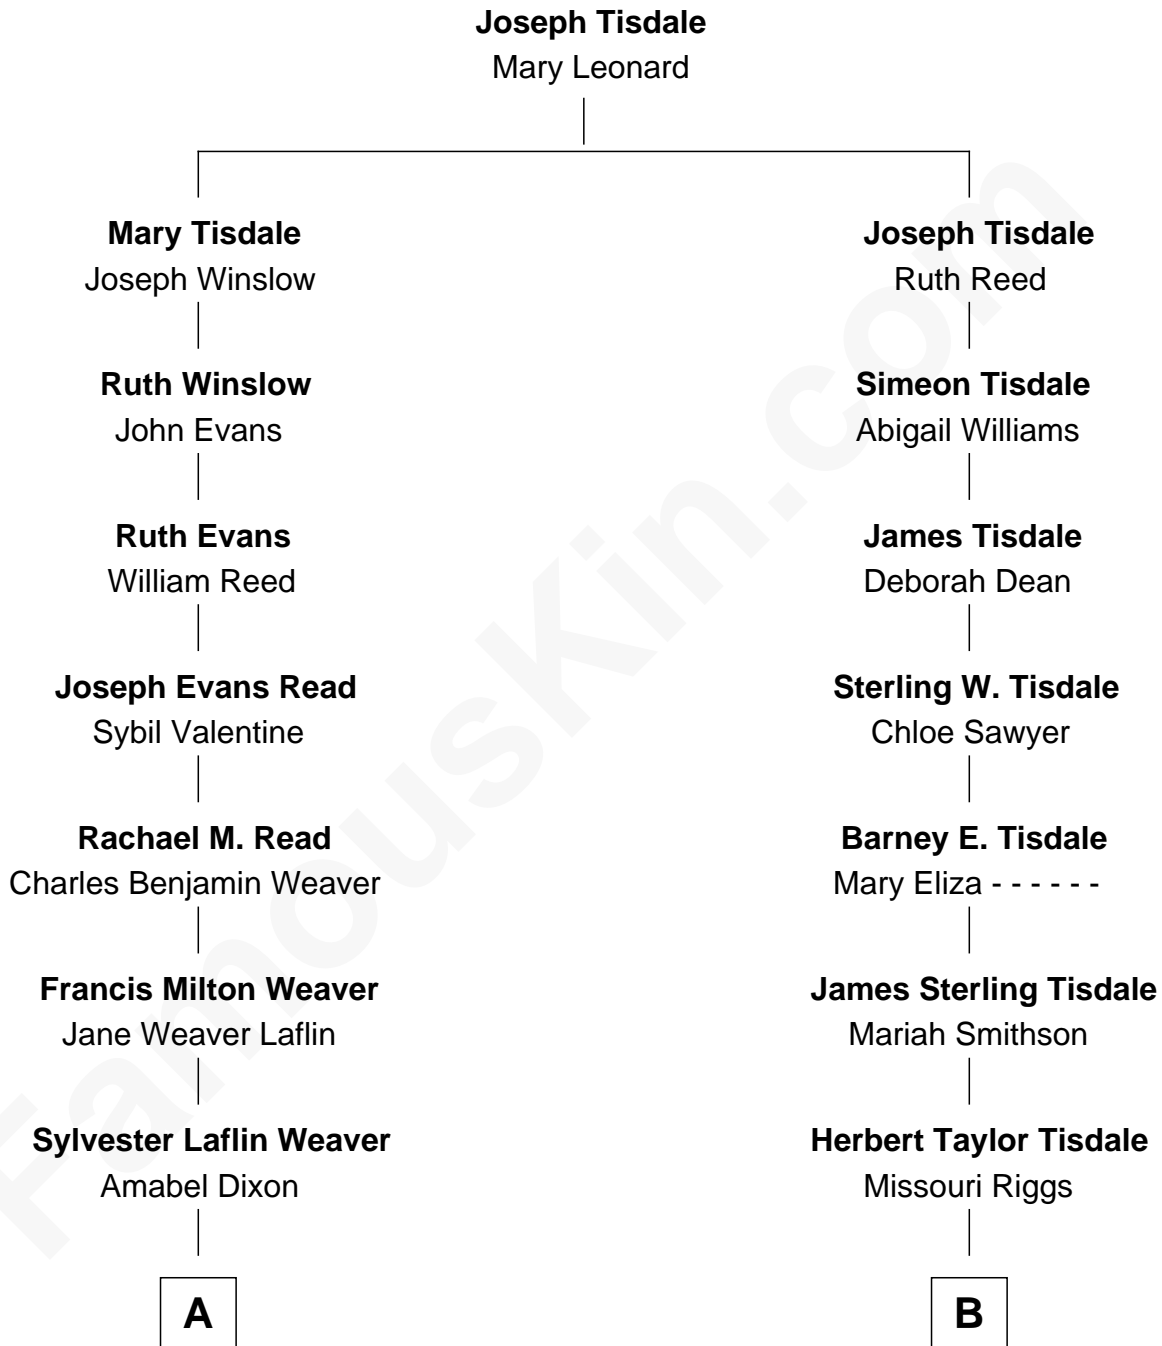 Joseph Tisdale
Mary Leonard
Mary Tisdale
Joseph Winslow
Joseph Tisdale
Ruth Reed
Ruth Winslow
John Evans
Simeon Tisdale
Abigail Williams
Ruth Evans
William Reed
James Tisdale
Deborah Dean
Joseph Evans Read
Sybil Valentine
Sterling W. Tisdale
Chloe Sawyer
Rachael M. Read
Charles Benjamin Weaver
Barney E. Tisdale
Mary Eliza - - - - - -
Francis Milton Weaver
Jane Weaver Laflin
James Sterling Tisdale
Mariah Smithson
Sylvester Laflin Weaver
Amabel Dixon
Herbert Taylor Tisdale
Missouri Riggs
A
B
FamousKin.com